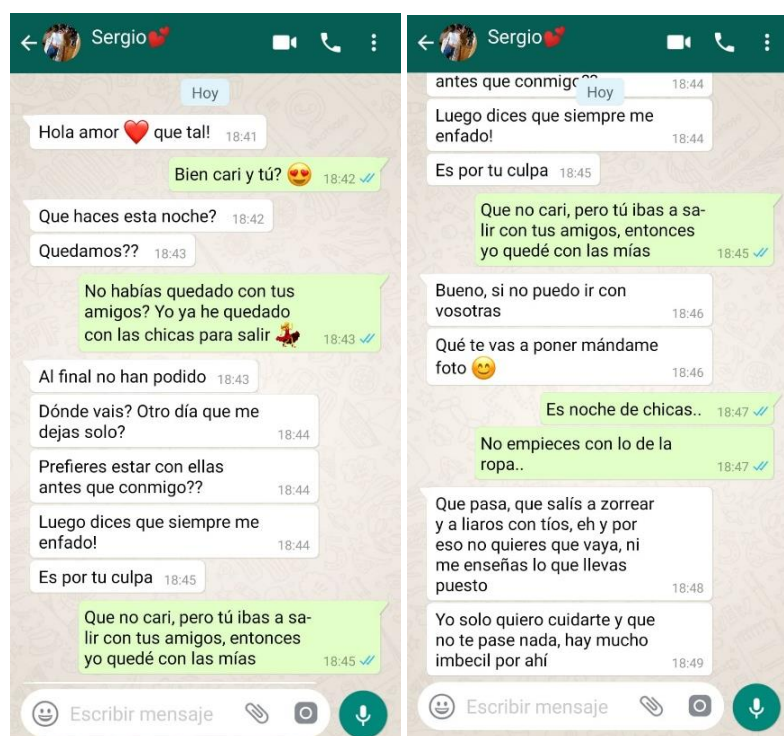 Sergio💕
Hoy
Hola amor ❤️ que tal! 18:41
Bien cari y tú? 😍 18:42
Que haces esta noche? 18:42
Quedamos?? 18:43
No habías quedado con tus
amigos? Yo ya he quedado
con las chicas para salir 💃 18:43
Al final no han podido 18:43
Dónde vais? Otro día que me
dejas solo? 18:44
Prefieres estar con ellas
antes que conmigo?? 18:44
Luego dices que siempre me
enfado! 18:44
Es por tu culpa 18:45
Que no cari, pero tú ibas a sa-
lir con tus amigos, entonces
yo quedé con las mías 18:45
Escribir mensaje
Sergio💕
antes que conmigo?? 18:44
Hoy
Luego dices que siempre me
enfado! 18:44
Es por tu culpa 18:45
Que no cari, pero tú ibas a sa-
lir con tus amigos, entonces
yo quedé con las mías 18:45
Bueno, si no puedo ir con
vosotras 18:46
Qué te vas a poner mándame
foto 😊 18:46
Es noche de chicas.. 18:47
No empieces con lo de la
ropa.. 18:47
Que pasa, que salís a zorrear
y a liaros con tíos, eh y por
eso no quieres que vaya, ni
me enseñas lo que llevas
puesto 18:48
Yo solo quiero cuidarte y que
no te pase nada, hay mucho
imbecil por ahí 18:49
Escribir mensaje